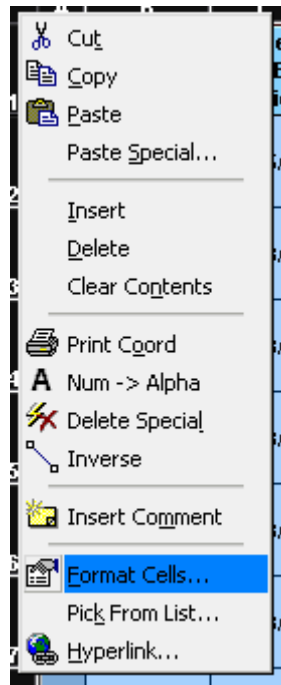 Cut
Copy
Paste
Paste Special...
Insert
Delete
Clear Contents
Print Coord
Num -> Alpha
Delete Special
Inverse
Insert Comment
Format Cells...
Pick From List...
Hyperlink...